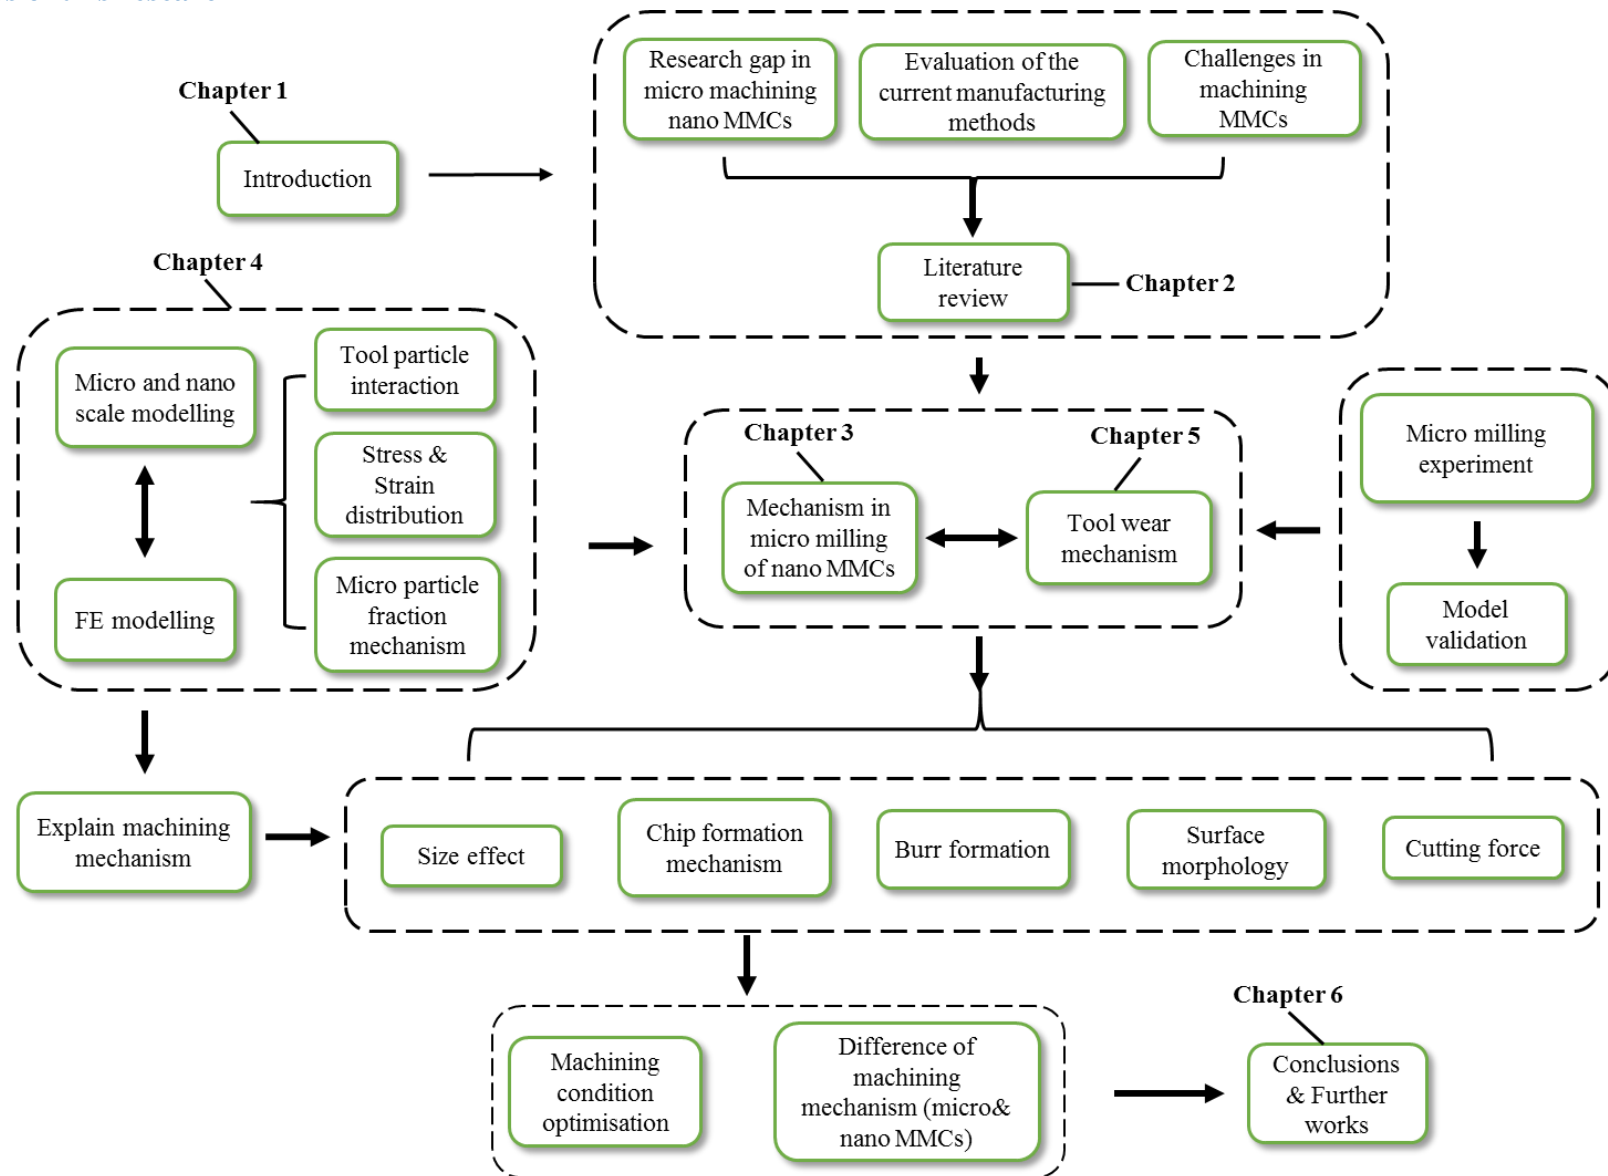 Research gap in
micro machining
nano MMCs
Evaluation of the
current manufacturing
methods
Challenges in
machining
MMCs
Chapter 1
Introduction
Literature
review
Chapter 2
Chapter 4
Micro and nano
scale modelling
FE modelling
Tool particle
interaction
Stress &
Strain
distribution
Micro particle
fraction
mechanism
Chapter 3
Mechanism in
micro milling
of nano MMCs
Chapter 5
Tool wear
mechanism
Micro milling
experiment
Model
validation
Explain machining
mechanism
Size effect
Chip formation
mechanism
Burr formation
Surface
morphology
Cutting force
Machining
condition
optimisation
Difference of
machining
mechanism (micro&
nano MMCs)
Chapter 6
Conclusions
& Further
works